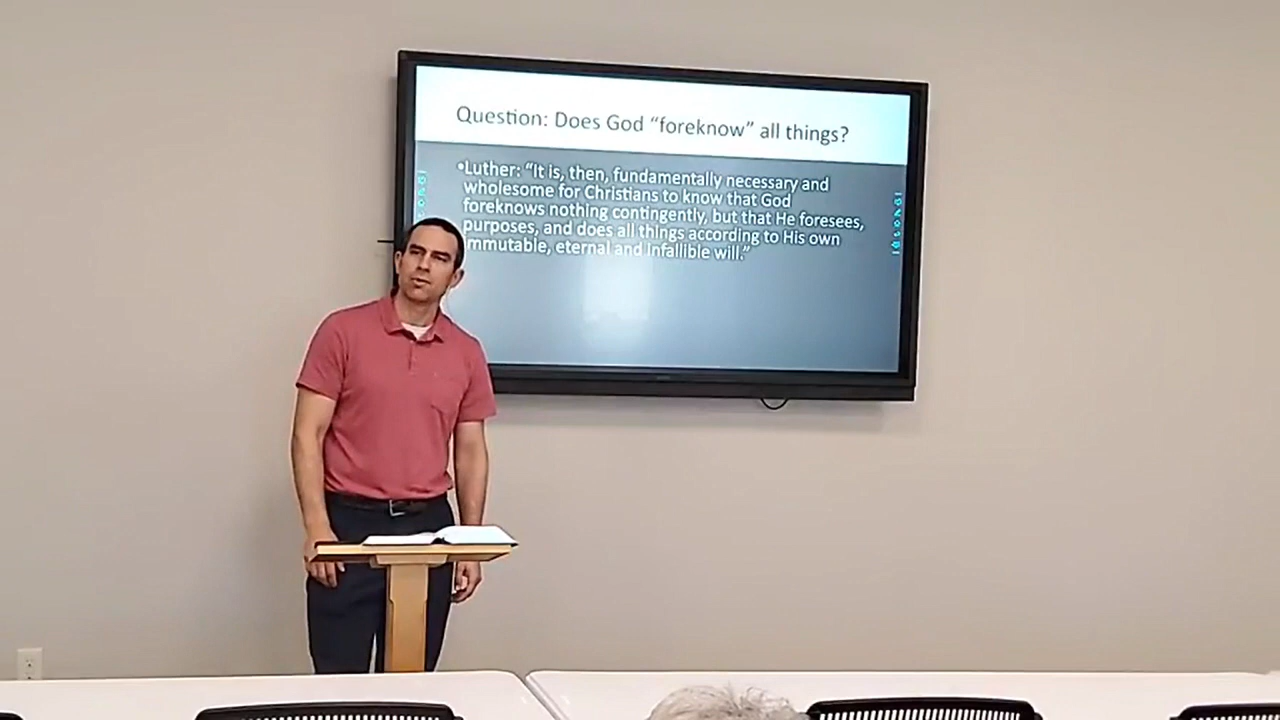 Question: Does God “foreknow” all things?
•Luther: “It is, then, fundamentally necessary and
wholesome for Christians to know that God
foreknows nothing contingently, but that He foresees,
purposes, and does all things according to His own
immutable, eternal and infallible will.”